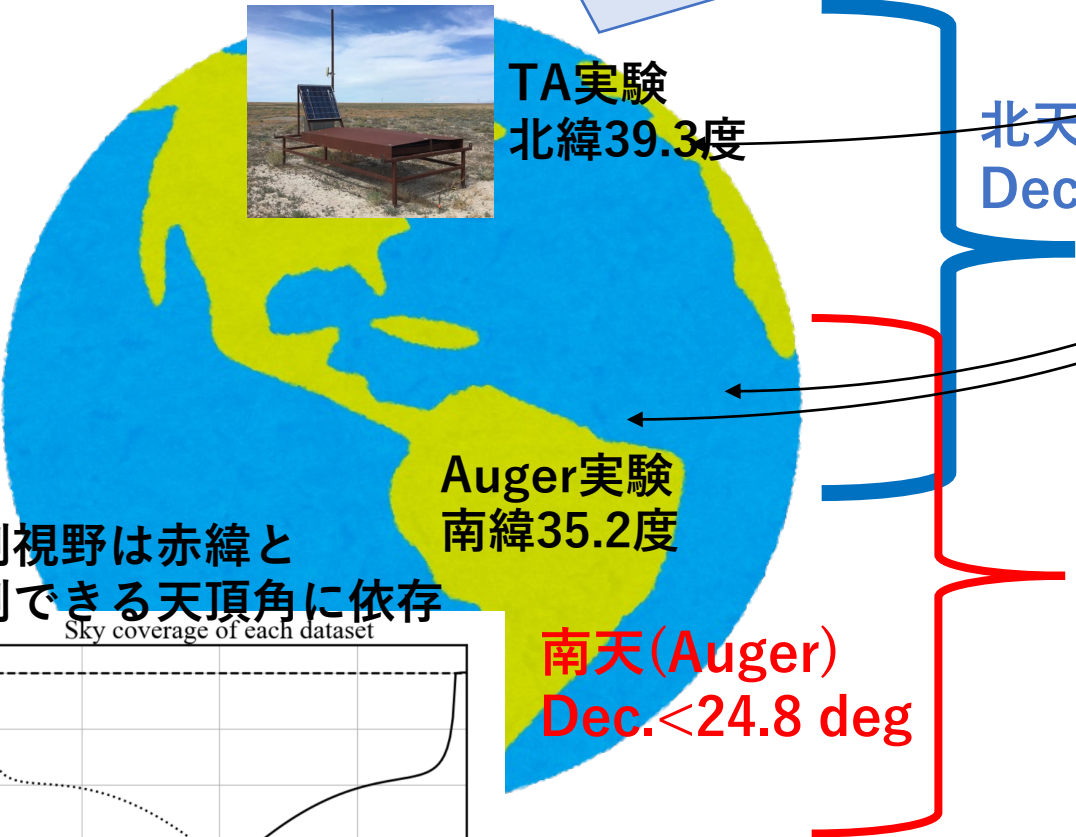 TA実験
北緯39.3度
北天
Dec
Auger実験
南緯35.2度
視野は赤緯と
できる天頂角に依存
Sky coverage of each dataset
南天(Auger)
Dec.<24.8 deg